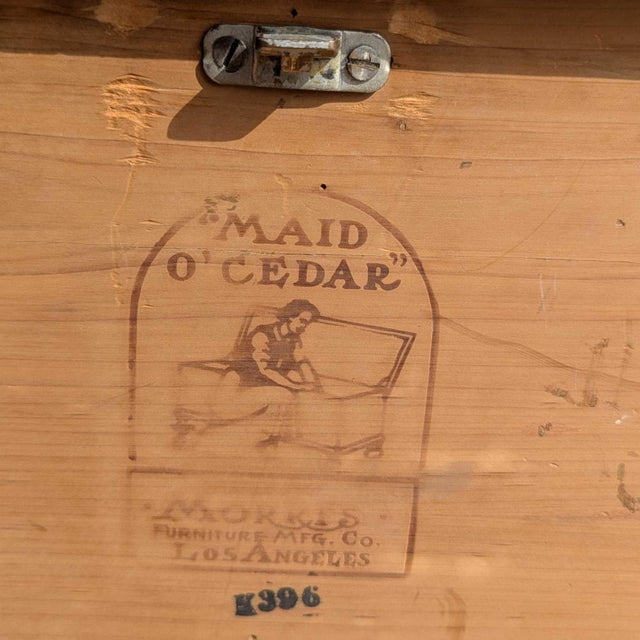 "MAID
O'CEDAR"
MORRIS
FURNITURE MFG. CO.
LOS ANGELES
K396